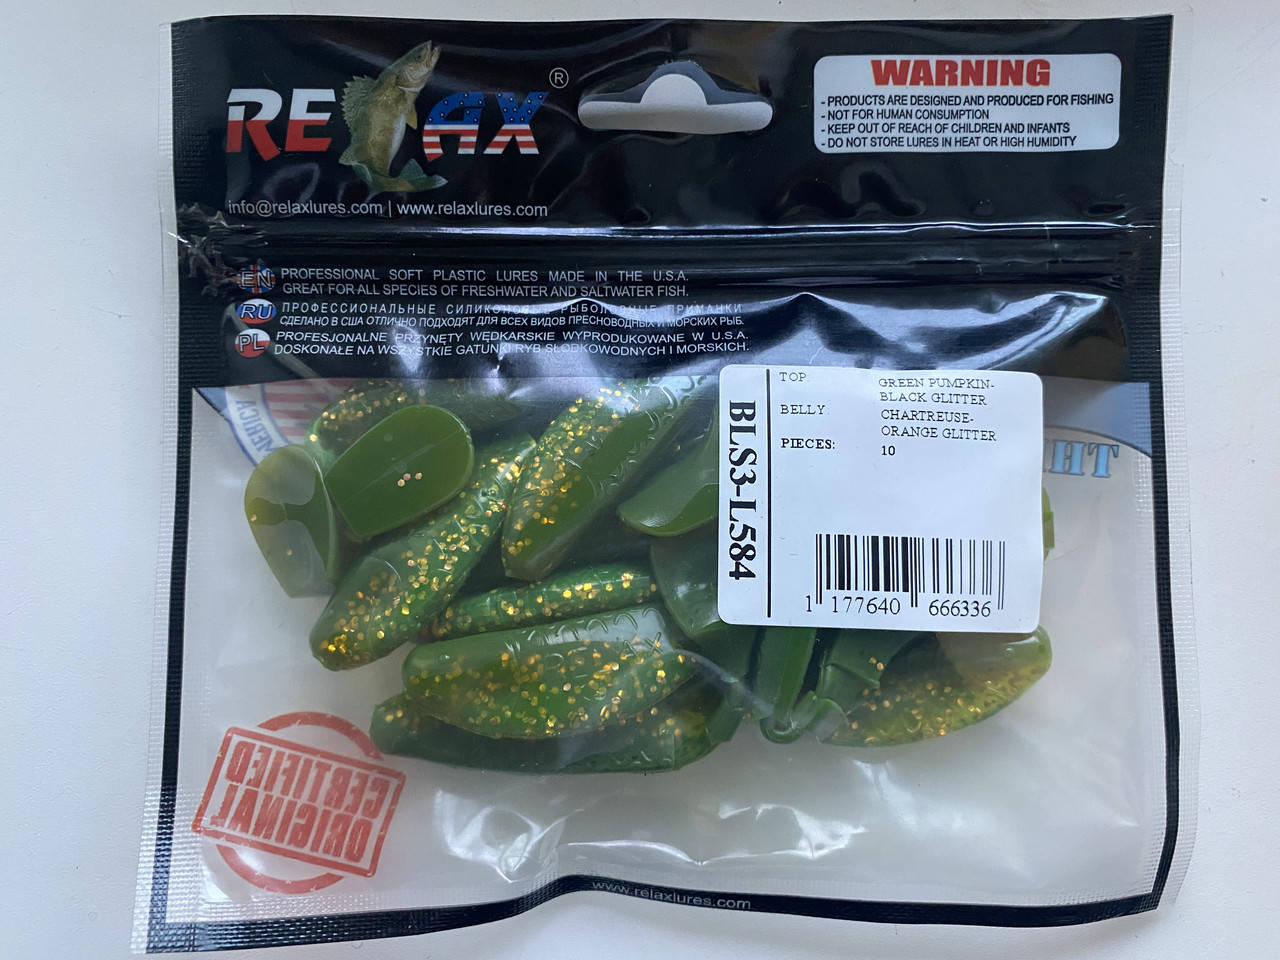 RELAX®
info@relaxlures.com | www.relaxlures.com
WARNING
- PRODUCTS ARE DESIGNED AND PRODUCED FOR FISHING
- NOT FOR HUMAN CONSUMPTION
- KEEP OUT OF REACH OF CHILDREN AND INFANTS
- DO NOT STORE LURES IN HEAT OR HIGH HUMIDITY
EN PROFESSIONAL SOFT PLASTIC LURES MADE IN THE U.S.A.
GREAT FOR ALL SPECIES OF FRESHWATER AND SALTWATER FISH.
RU ПРОФЕССИОНАЛЬНЫЕ СИЛИКОНОВЫЕ РЫБОЛОВНЫЕ ПРИМАНКИ
СДЕЛАНО В США ОТЛИЧНО ПОДХОДЯТ ДЛЯ ВСЕХ ВИДОВ ПРЕСНОВОДНЫХ И МОРСКИХ РЫБ.
PL PROFESJONALNE PRZYNĘTY WĘDKARSKIE WYPRODUKOWANE W U.S.A.
DOSKONAŁE NA WSZYSTKIE GATUNKI RYB SŁODKOWODNYCH I MORSKICH.
AMERICA
TOP: GREEN PUMPKIN-
BLACK GLITTER
BELLY: CHARTREUSE-
ORANGE GLITTER
PIECES: 10
BLS3-L584
1 177640 666336
CERTIFIED
ORIGINAL
www.relaxlures.com